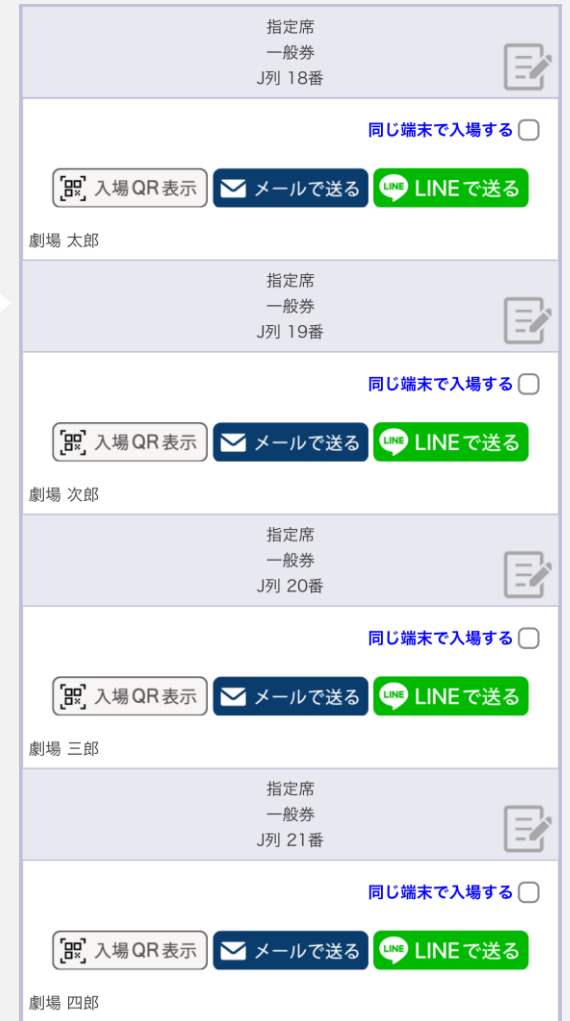 指定席
一般券
J列 18番
同じ端末で入場する
入場QR表示 メールで送る LINE LINEで送る
劇場 太郎
指定席
一般券
J列 19番
同じ端末で入場する
入場QR表示 メールで送る LINE LINEで送る
劇場 次郎
指定席
一般券
J列 20番
同じ端末で入場する
入場QR表示 メールで送る LINE LINEで送る
劇場 三郎
指定席
一般券
J列 21番
同じ端末で入場する
入場QR表示 メールで送る LINE LINEで送る
劇場 四郎